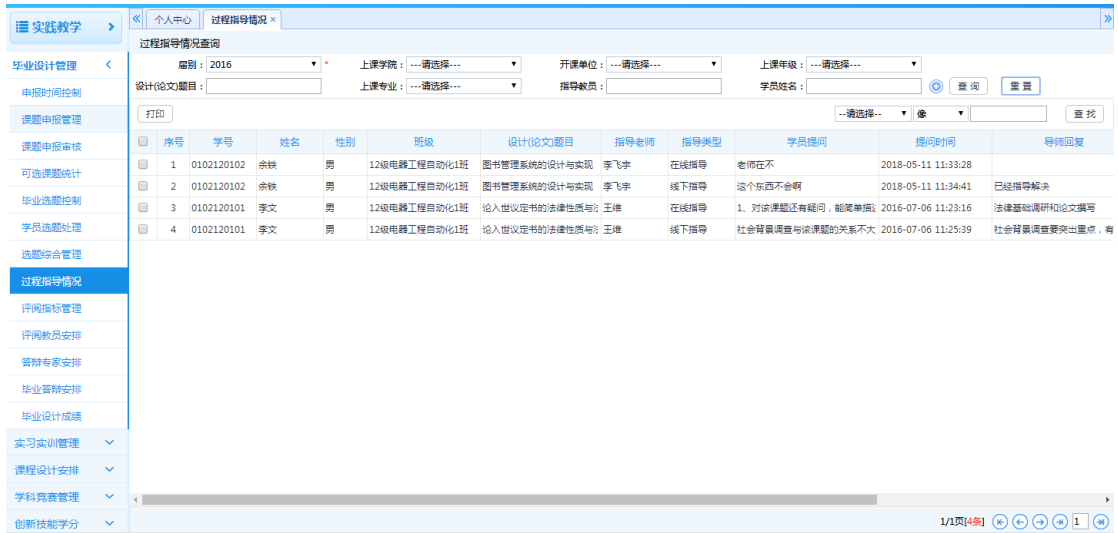 实践教学
个人中心 过程指导情况 ×
过程指导情况查询
毕业设计管理
届别： 2016 * 上课学院： ---请选择--- 开课单位： ---请选择--- 上课年级： ---请选择---
设计(论文)题目： 上课专业： ---请选择--- 指导教员： 学员姓名： 查 询 重 置
申报时间控制
课题申报管理
课题申报审核
可选课题统计
毕业选题控制
学员选题处理
选题综合管理
过程指导情况
评阅指标管理
评阅教员安排
答辩专家安排
毕业答辩安排
毕业设计成绩
实习实训管理
课程设计安排
学科竞赛管理
创新技能学分
打印 --请选择-- 像 查 找
序号 学号 姓名 性别 班级 设计(论文)题目 指导老师 指导类型 学员提问 提问时间 导师回复
1 0102120102 余轶 男 12级电器工程自动化1班 图书管理系统的设计与实现 李飞宇 在线指导 老师在不 2018-05-11 11:33:28
2 0102120102 余轶 男 12级电器工程自动化1班 图书管理系统的设计与实现 李飞宇 线下指导 这个东西不会啊 2018-05-11 11:34:41 已经指导解决
3 0102120101 李文 男 12级电器工程自动化1班 论入世议定书的法律性质与 王维 在线指导 1、对该课题还有疑问，能简单描 2016-07-06 11:23:16 法律基础调研和论文撰写
4 0102120101 李文 男 12级电器工程自动化1班 论入世议定书的法律性质与 王维 线下指导 社会背景调查与该课题的关系不大 2016-07-06 11:25:39 社会背景调查要突出重点，有
1/1页[4条] 1